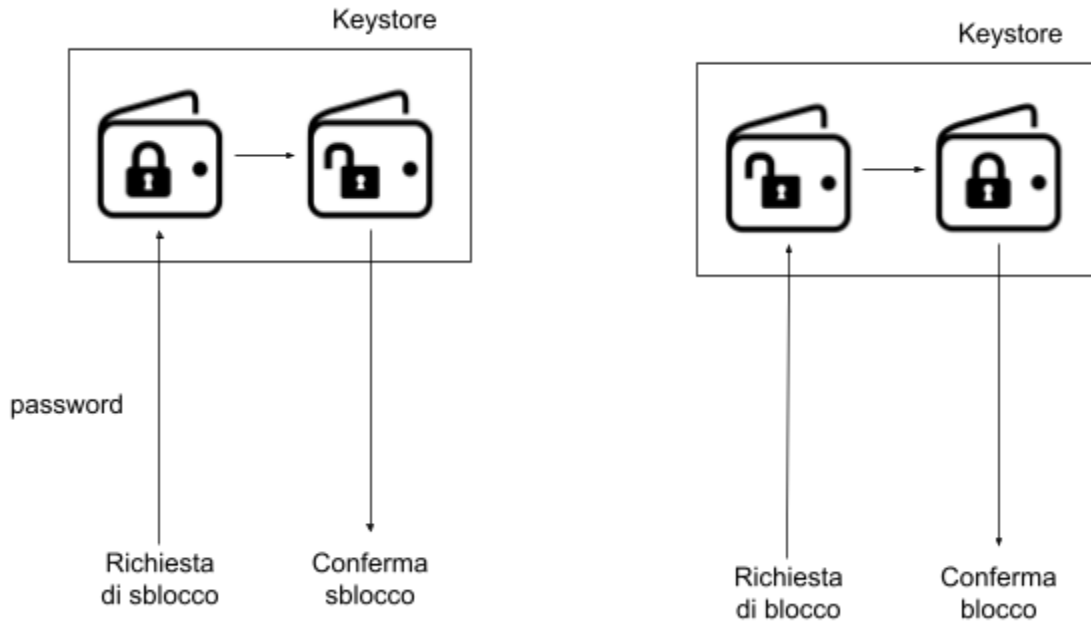 Keystore
password
Richiesta
di sblocco
Conferma
sblocco
Keystore
Richiesta
di blocco
Conferma
blocco